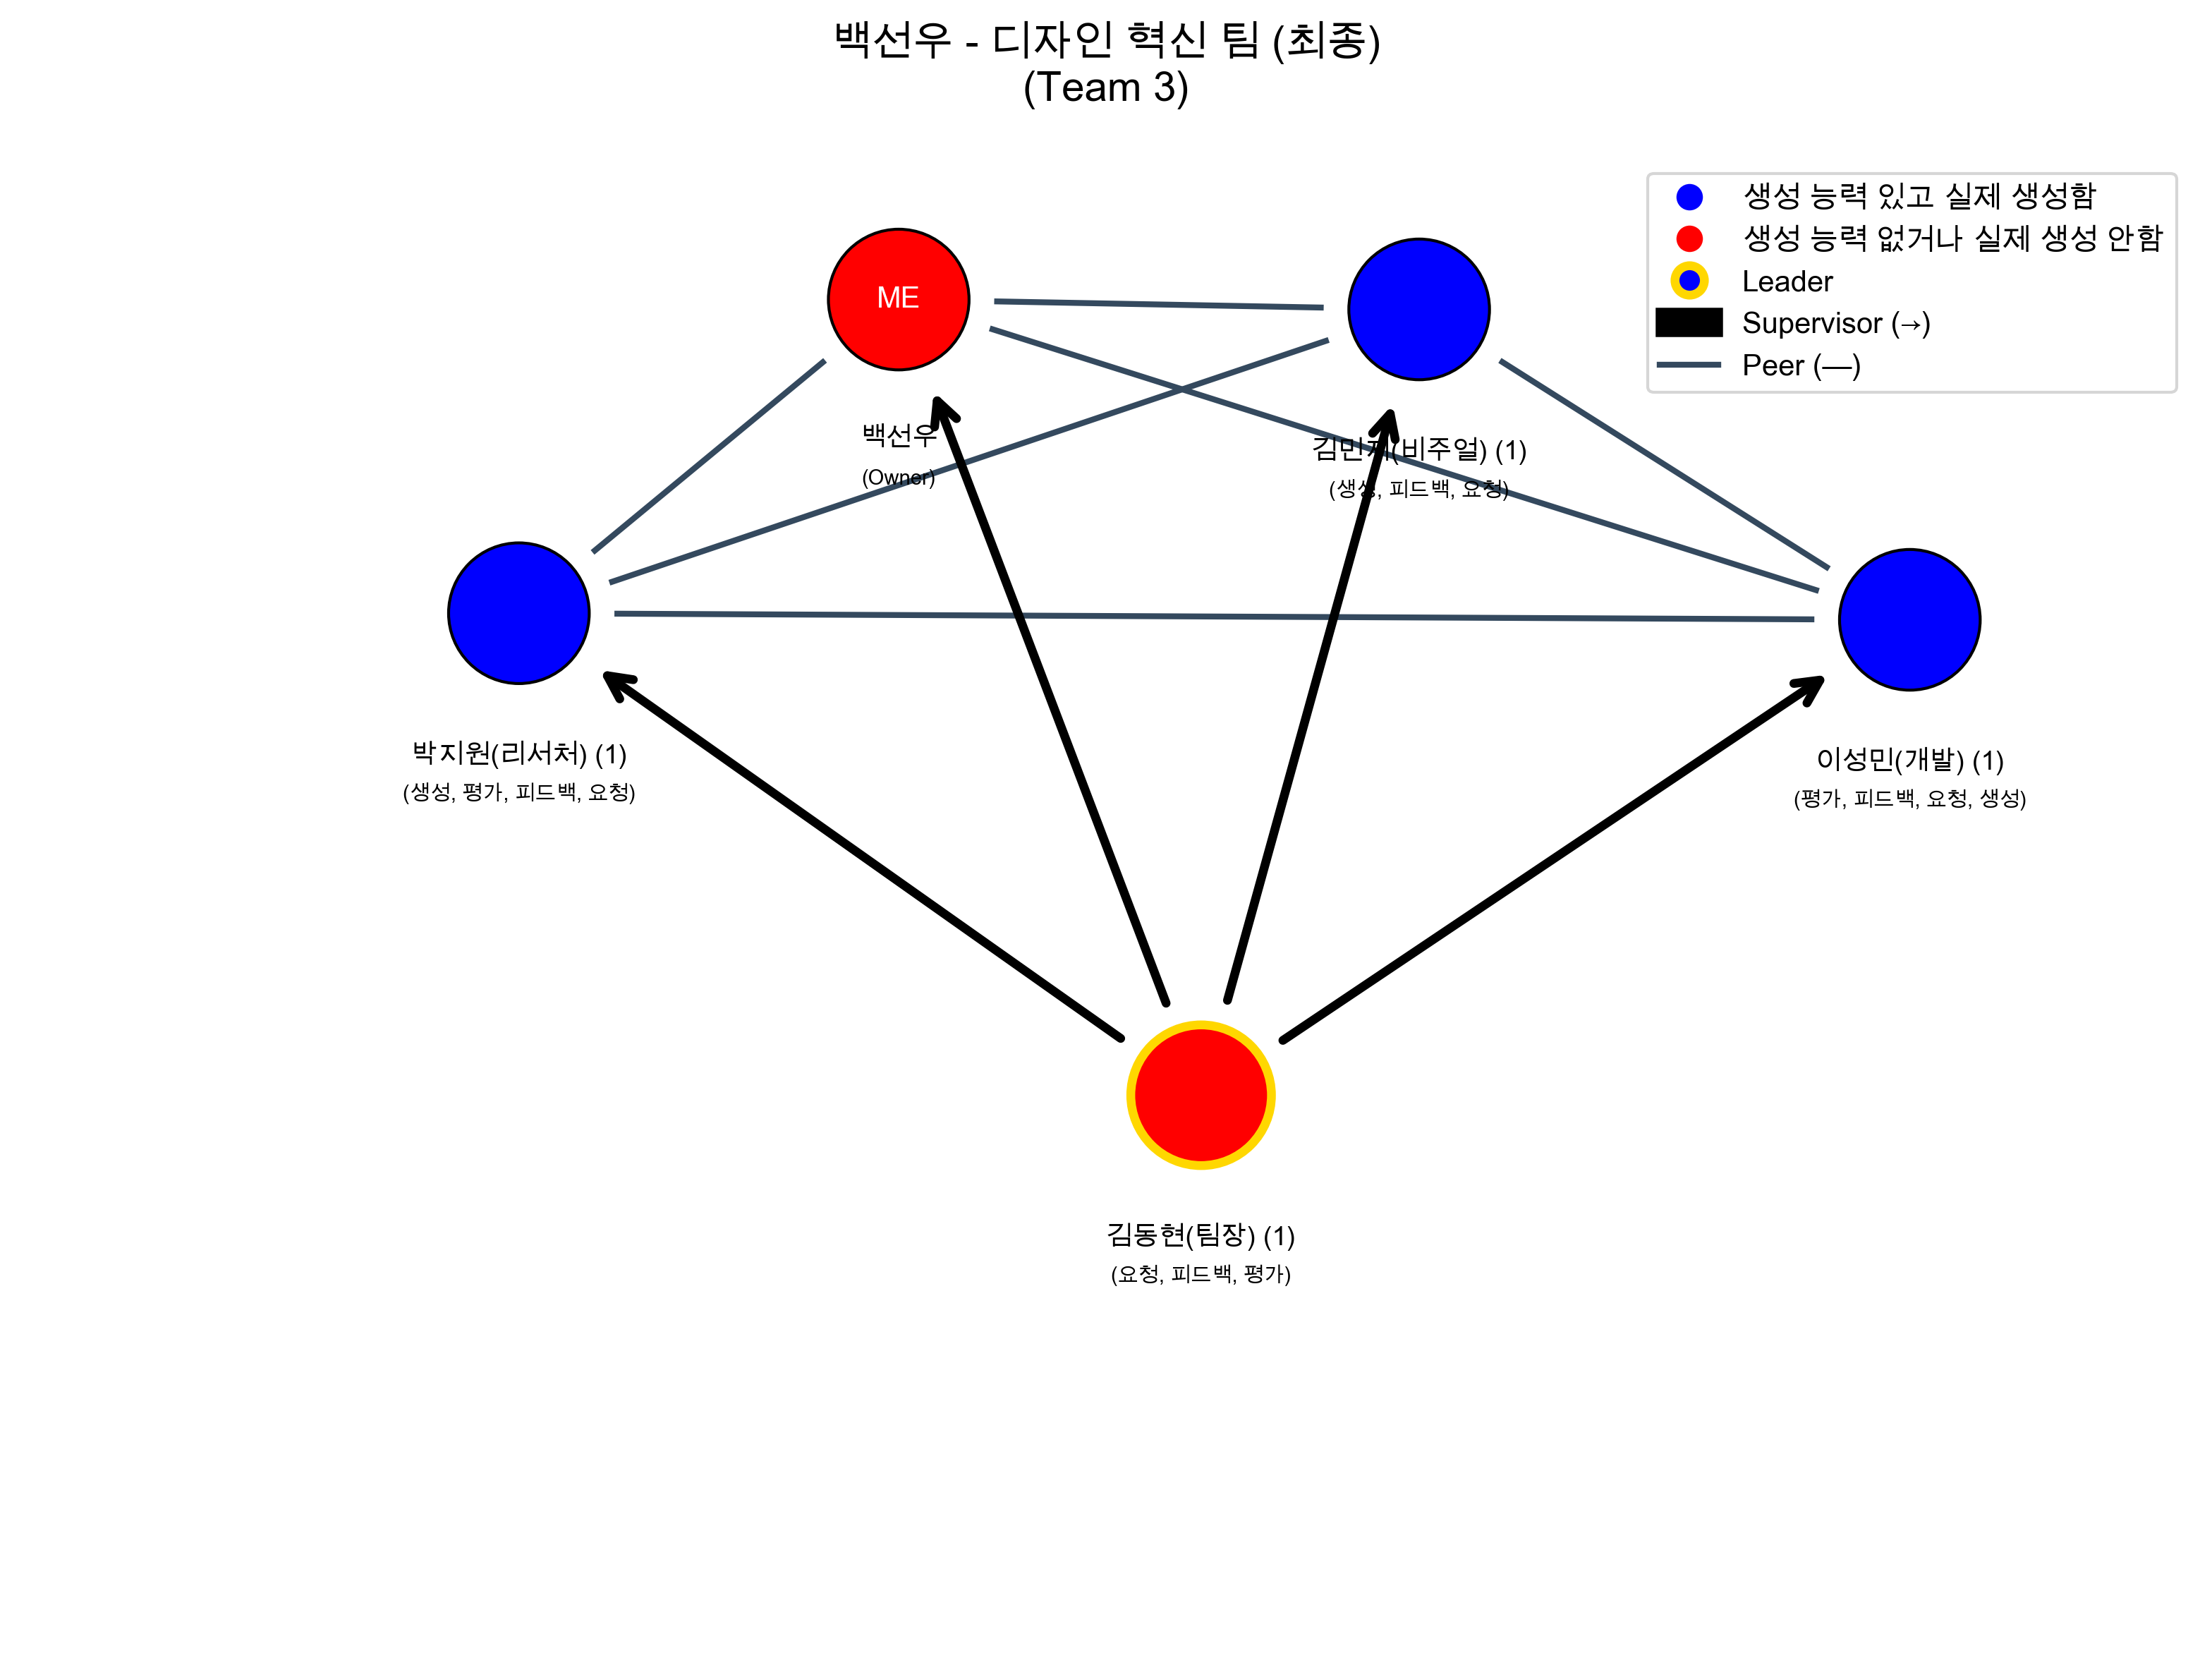 백선우 - 디자인 혁신 팀 (최종)
(Team 3)
생성 능력 있고 실제 생성함
생성 능력 없거나 실제 생성 안함
Leader
Supervisor (→)
Peer (—)
ME
백선우
(Owner)
(비주얼) (1)
(생성, 피드백, 요청)
박지원(리서처) (1)
(생성, 평가, 피드백, 요청)
이성민(개발) (1)
(평가, 피드백, 요청, 생성)
김동현(팀장) (1)
(요청, 피드백, 평가)